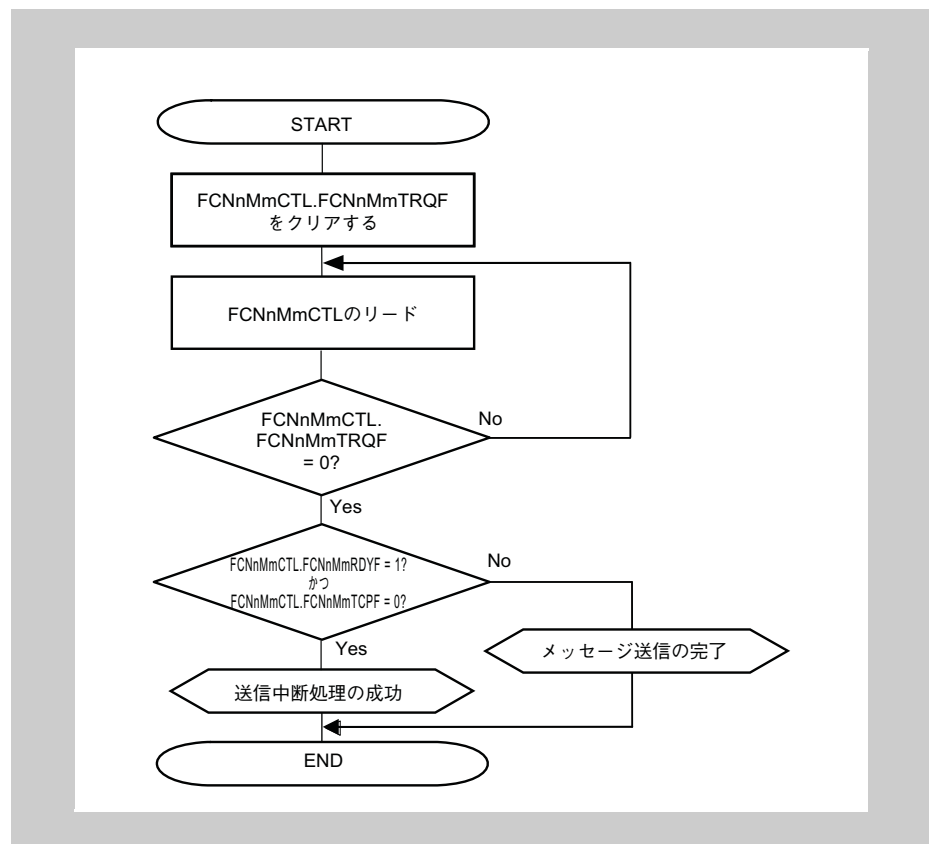 START
FCNnMmCTL.FCNnMmTRQF
をクリアする
FCNnMmCTLのリード
FCNnMmCTL.
FCNnMmTRQF
= 0?
No
Yes
FCNnMmCTL.FCNnMmRDYF = 1?
かつ
FCNnMmCTL.FCNnMmTCPF = 0?
No
Yes
メッセージ送信の完了
送信中断処理の成功
END